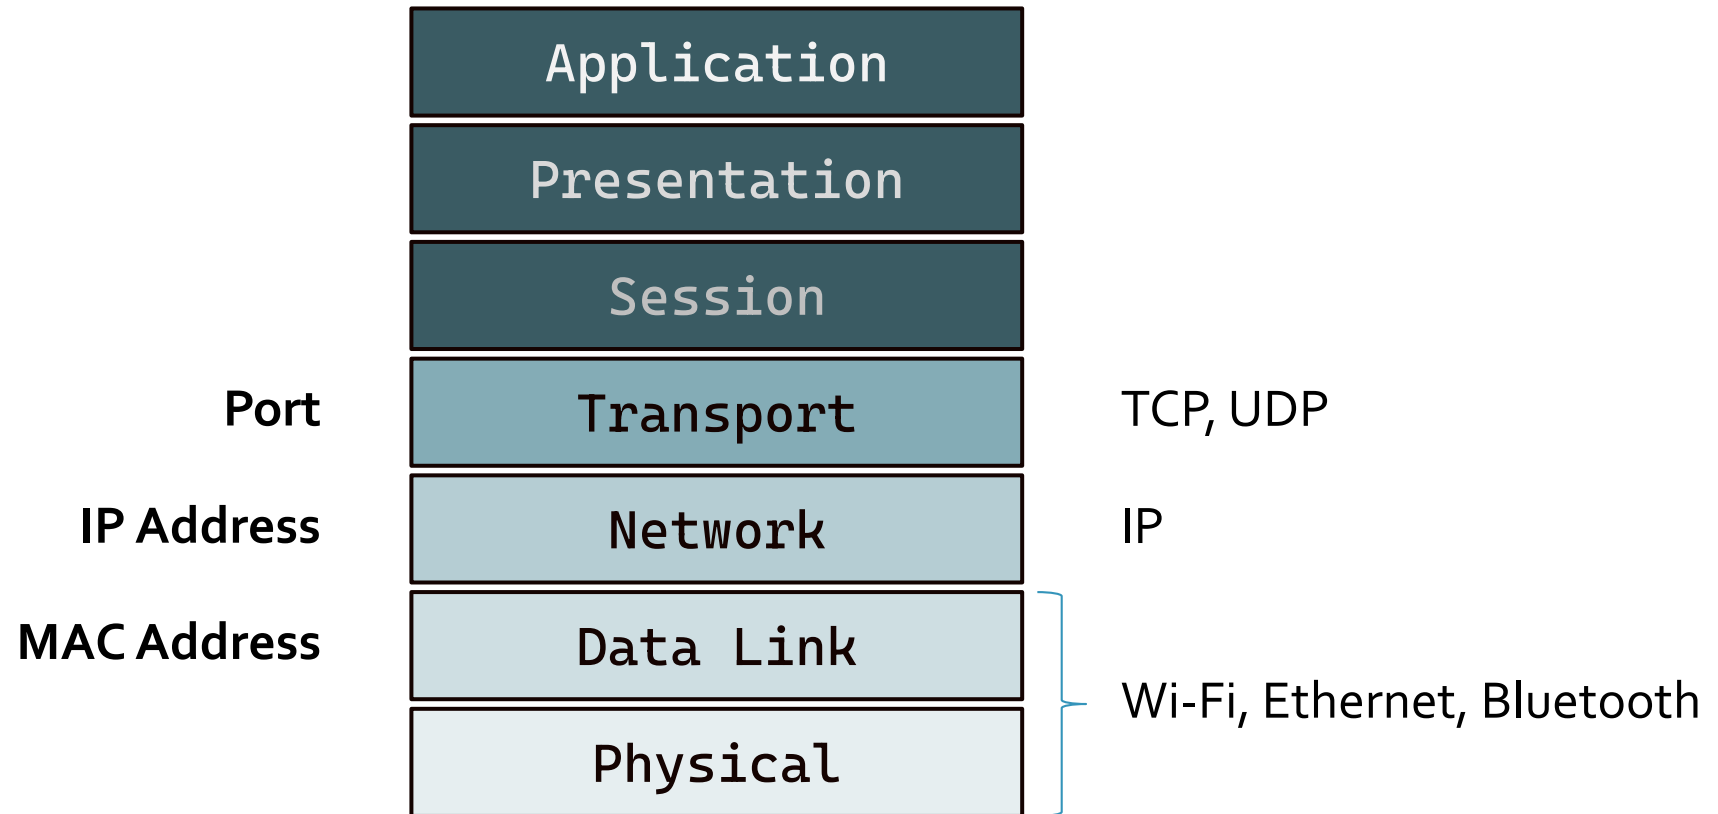 Application
Presentation
Session
Port Transport TCP, UDP
IP Address Network IP
MAC Address Data Link
Wi-Fi, Ethernet, Bluetooth
Physical